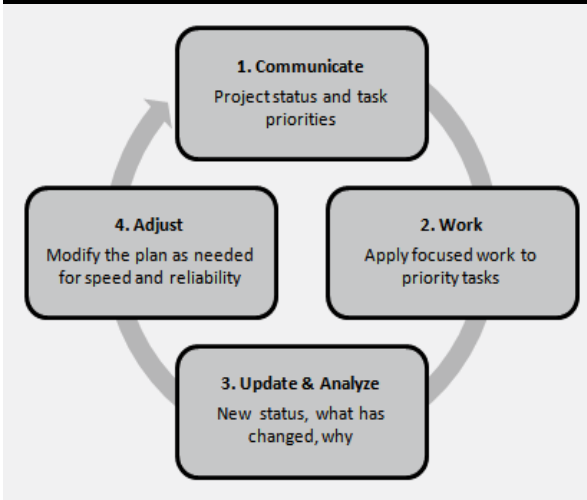 1. Communicate
Project status and task
priorities
2. Work
Apply focused work to
priority tasks
3. Update & Analyze
New status, what has
changed, why
4. Adjust
Modify the plan as needed
for speed and reliability